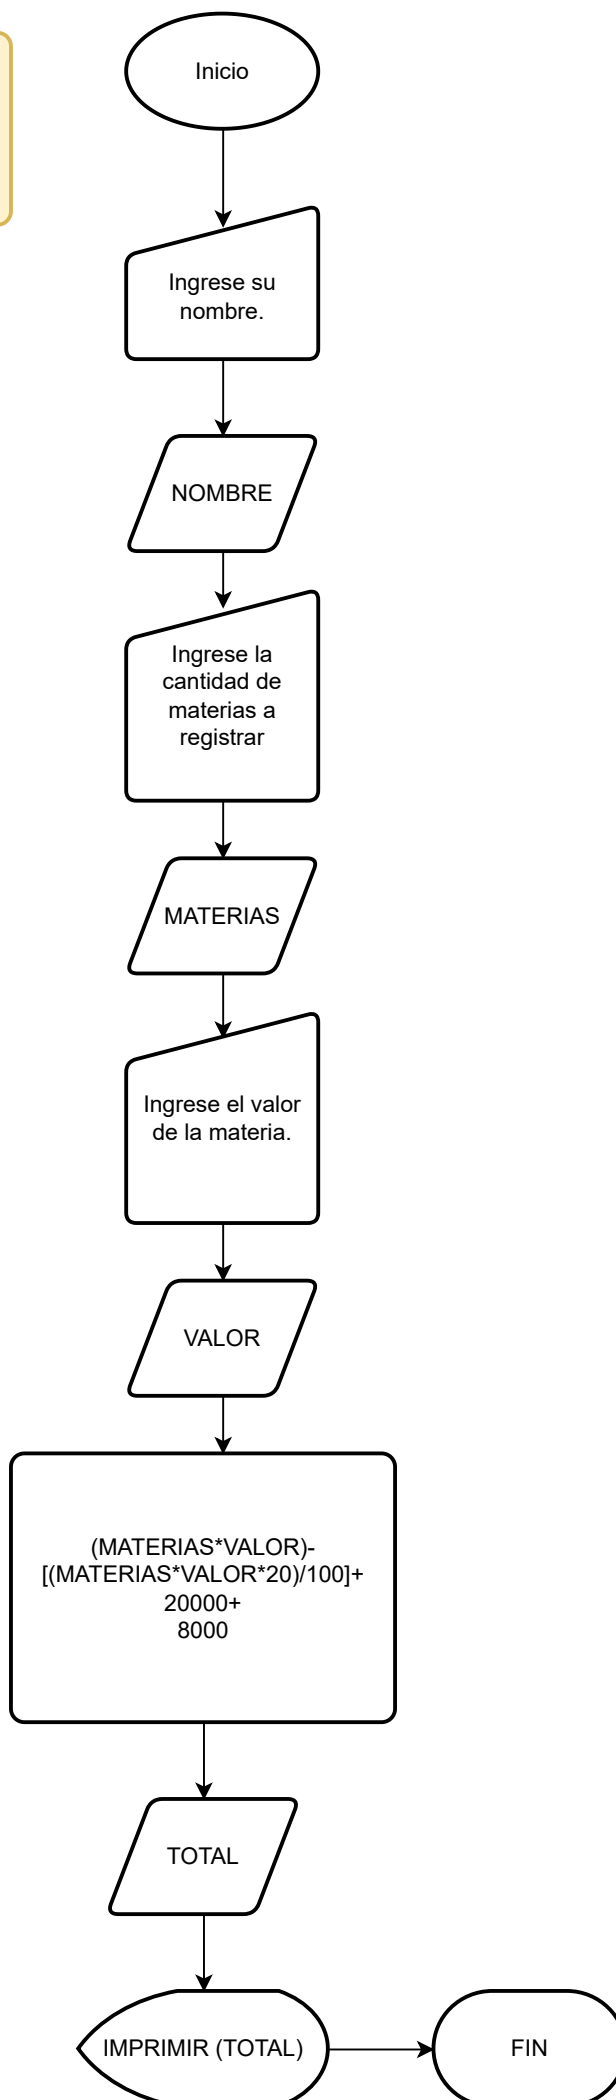 Inicio
Ingrese su
nombre.
NOMBRE
Ingrese la
cantidad de
materias a
registrar
MATERIAS
Ingrese el valor
de la materia.
VALOR
(MATERIAS*VALOR)-
[(MATERIAS*VALOR*20)/100]+
20000+
8000
TOTAL
IMPRIMIR (TOTAL)
FIN